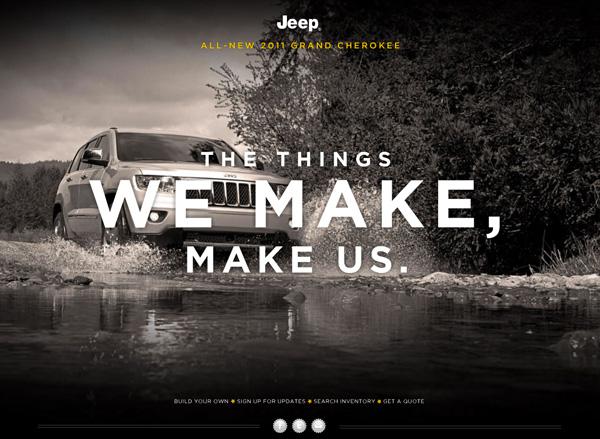 Jeep
ALL-NEW 2011 GRAND CHEROKEE
THE THINGS
WE MAKE,
MAKE US.
BUILD YOUR OWN ★ SIGN UP FOR UPDATES ★ SEARCH INVENTORY ★ GET A QUOTE